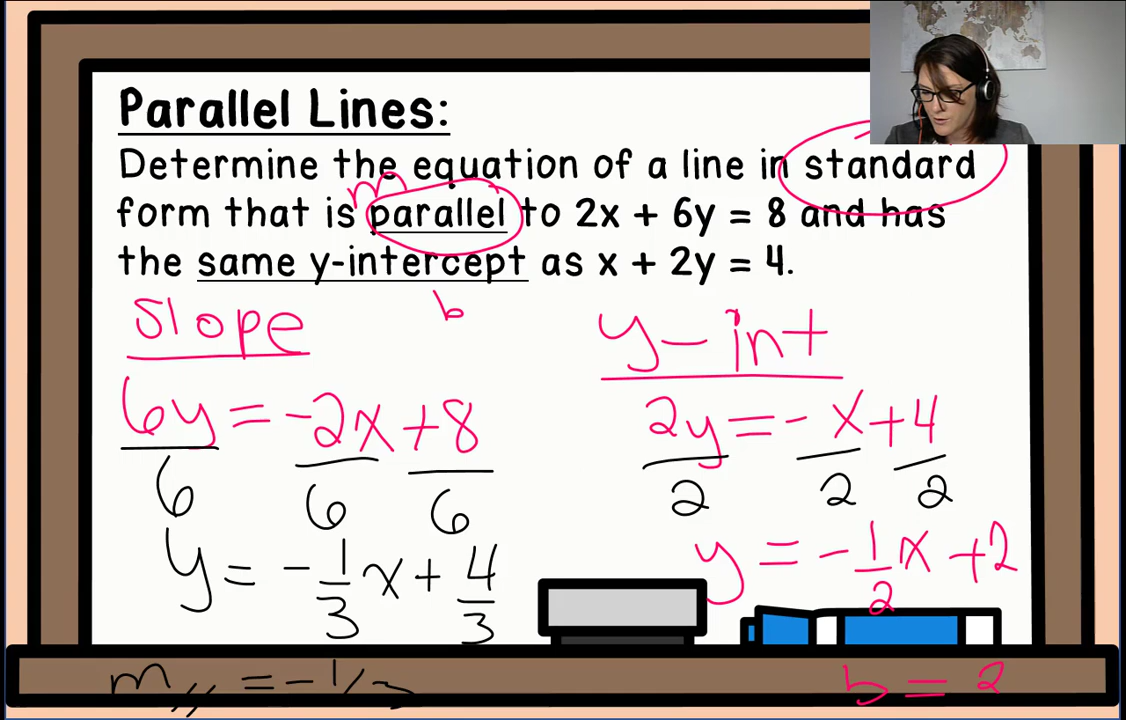 Parallel Lines:
Determine the equation of a line in standard
form that is parallel to 2x + 6y = 8 and has
the same y-intercept as x + 2y = 4.
m
b
slope
6y = -2x +8
6 6 6
y = -1/3 x + 4/3
m// = -1/3
y-int
2y = -x +4
2 2 2
y = -1/2 x +2
b = 2